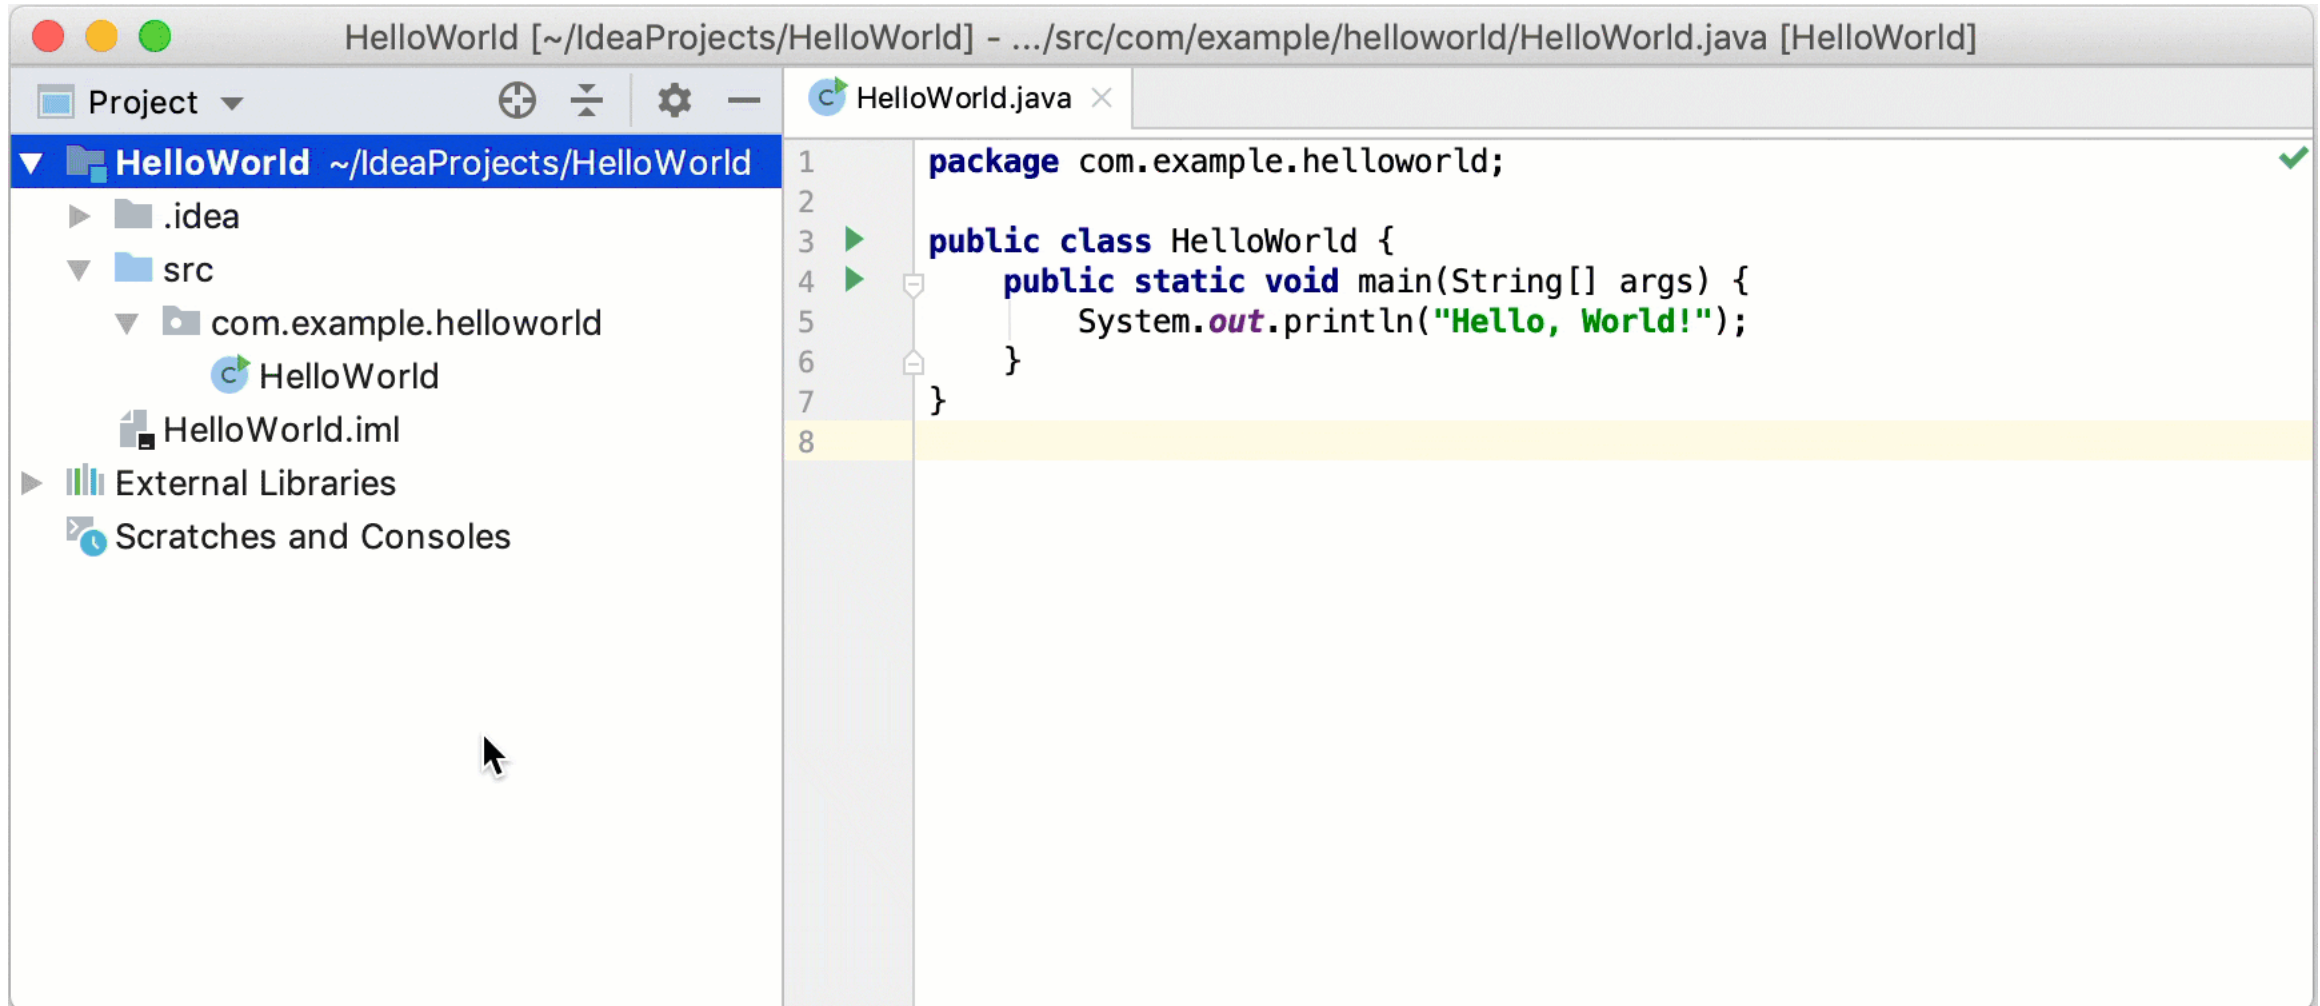 HelloWorld [~/IdeaProjects/HelloWorld] - .../src/com/example/helloworld/HelloWorld.java [HelloWorld]
Project
HelloWorld ~/IdeaProjects/HelloWorld
.idea
src
com.example.helloworld
HelloWorld
HelloWorld.iml
External Libraries
Scratches and Consoles
HelloWorld.java
1 package com.example.helloworld;
2
3 public class HelloWorld {
4     public static void main(String[] args) {
5         System.out.println("Hello, World!");
6     }
7 }
8